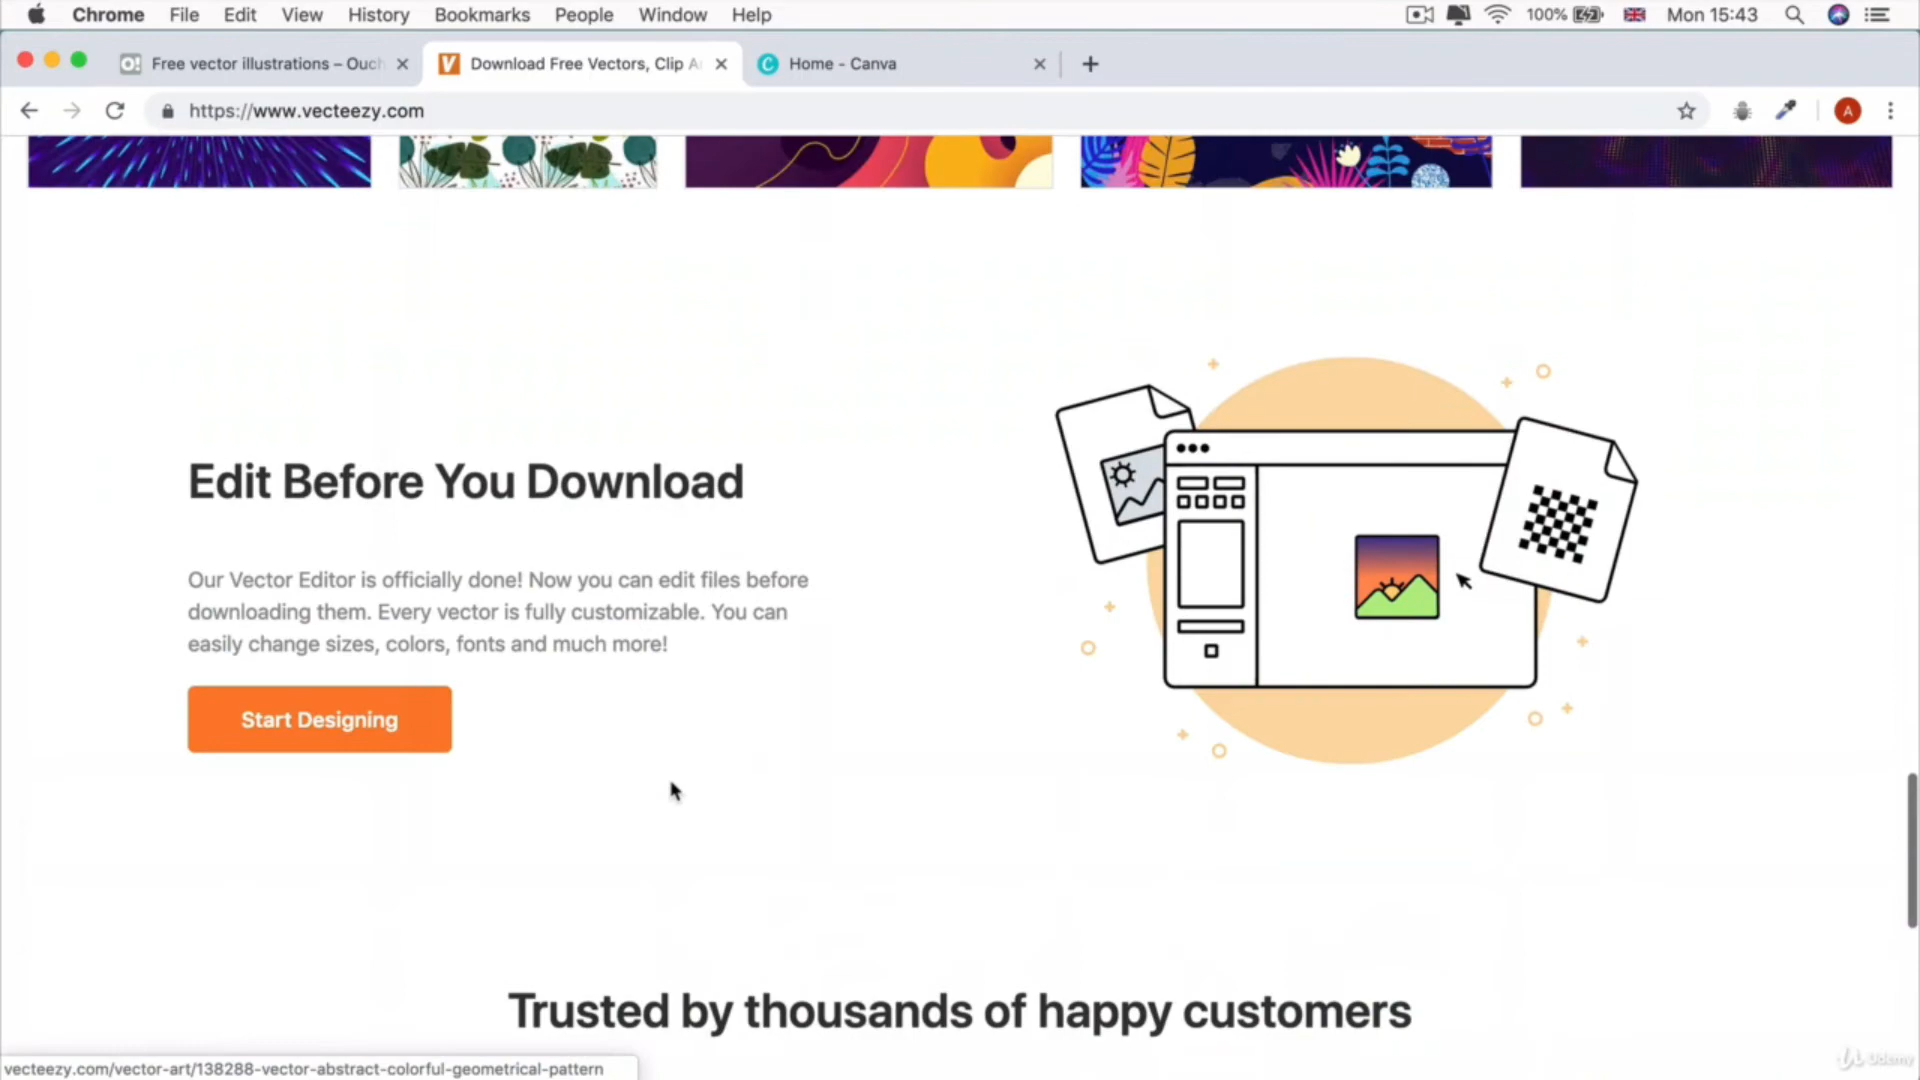 Chrome File Edit View History Bookmarks People Window Help 100% Mon 15:43
Free vector illustrations – Ouch Download Free Vectors, Clip A Home - Canva
https://www.vecteezy.com A
Edit Before You Download
Our Vector Editor is officially done! Now you can edit files before
downloading them. Every vector is fully customizable. You can
easily change sizes, colors, fonts and much more!
Start Designing
Trusted by thousands of happy customers
vecteezy.com/vector-art/138288-vector-abstract-colorful-geometrical-pattern
Udemy